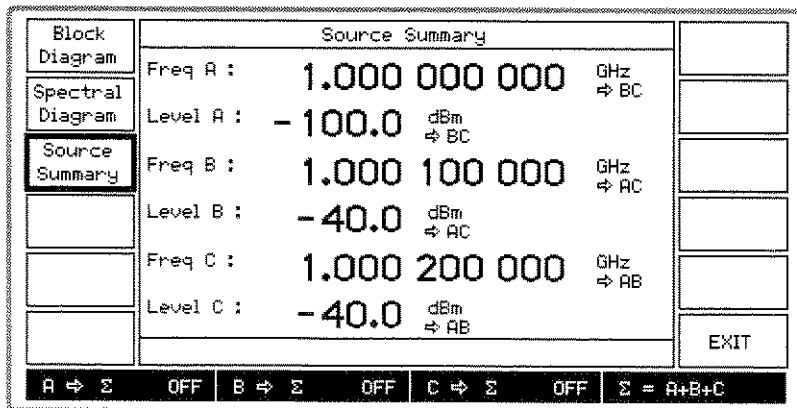 Block
Diagram
Spectral
Diagram
Source
Summary
Source Summary
Freq A : 1.000 000 000 GHz
⇨ BC
Level A : -100.0 dBm
⇨ BC
Freq B : 1.000 100 000 GHz
⇨ AC
Level B : -40.0 dBm
⇨ AC
Freq C : 1.000 200 000 GHz
⇨ AB
Level C : -40.0 dBm
⇨ AB
EXIT
A ⇨ Σ OFF B ⇨ Σ OFF C ⇨ Σ OFF Σ = A+B+C